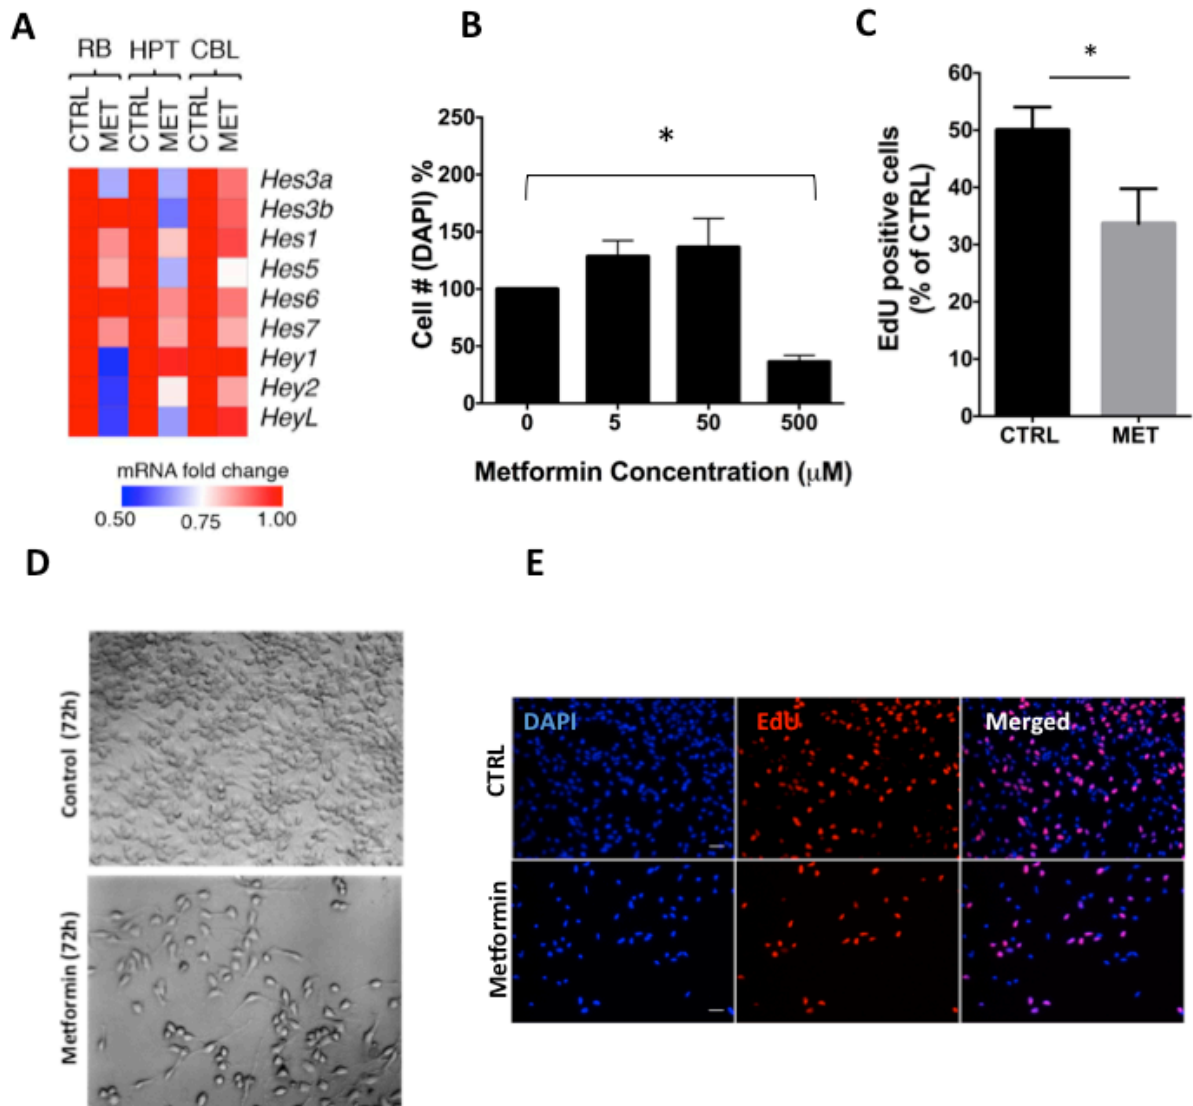 A
RB HPT CBL
CTRL MET CTRL MET CTRL MET
Hes3a
Hes3b
Hes1
Hes5
Hes6
Hes7
Hey1
Hey2
HeyL
mRNA fold change
0.50 0.75 1.00
B
*
Cell # (DAPI) %
250
200
150
100
50
0
0 5 50 500
Metformin Concentration (μM)
C
*
EdU positive cells
(% of CTRL)
60
50
40
30
20
10
0
CTRL MET
D
Control (72h)
Metformin (72h)
E
DAPI EdU Merged
CTRL
Metformin